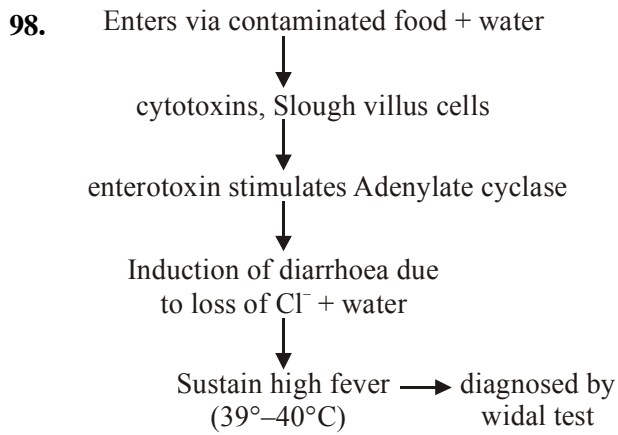 98. Enters via contaminated food + water
cytotoxins, Slough villus cells
enterotoxin stimulates Adenylate cyclase
Induction of diarrhoea due
to loss of Cl⁻ + water
Sustain high fever → diagnosed by
(39°–40°C) widal test